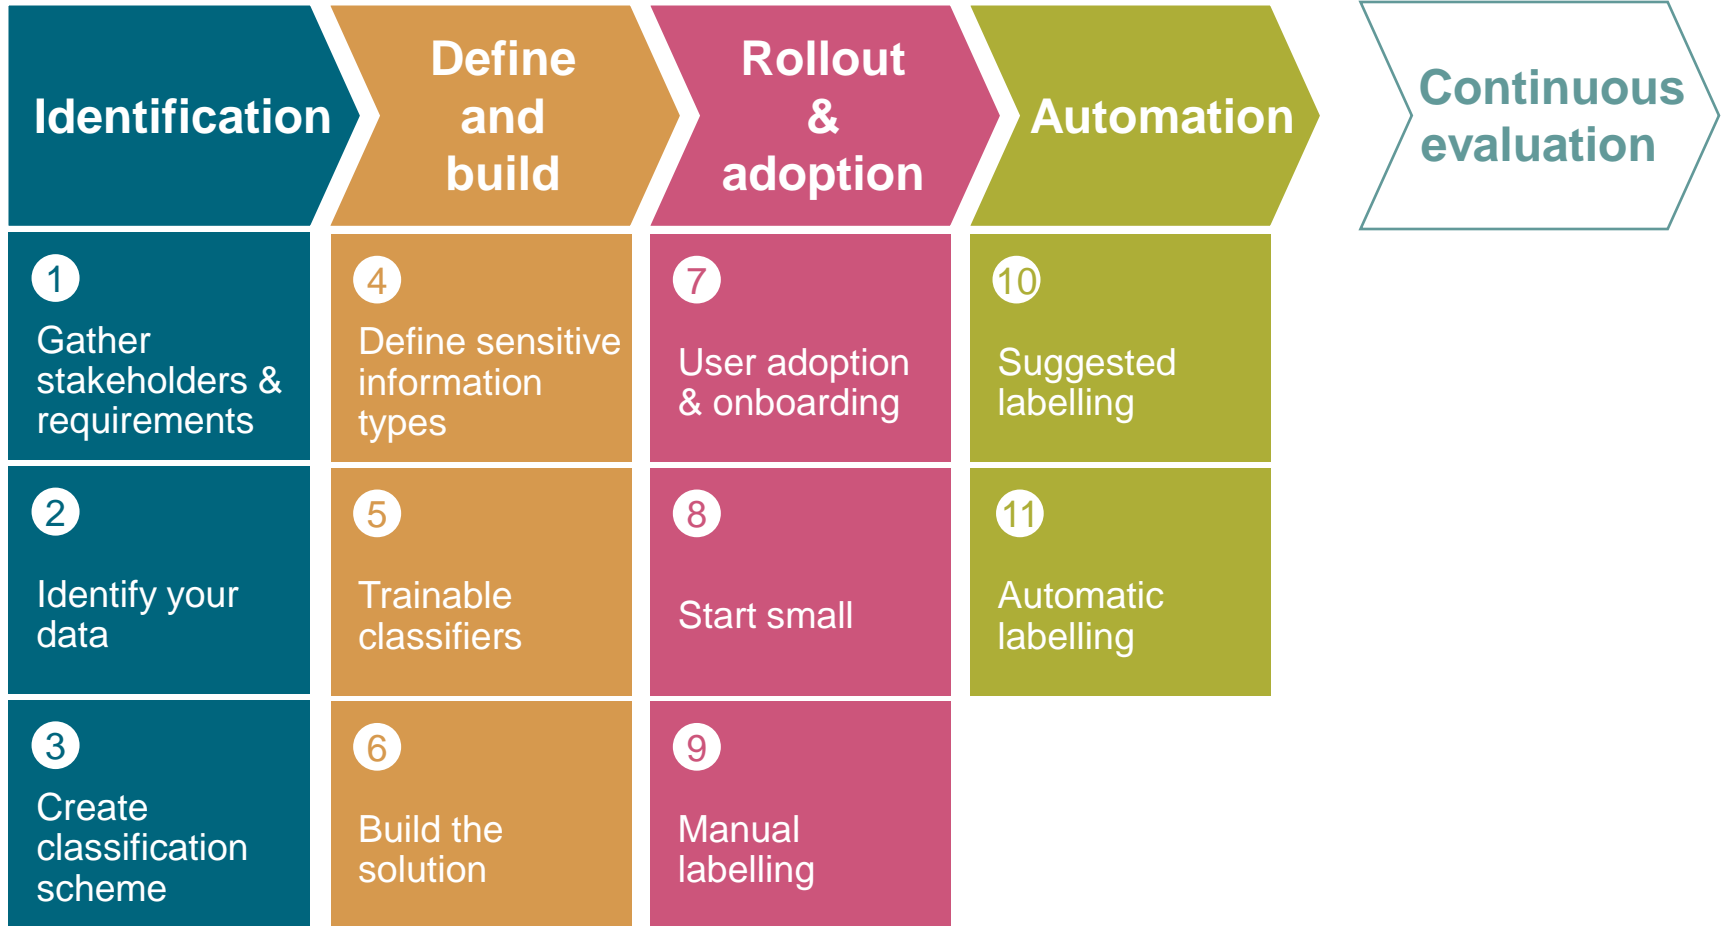 Identification
Define
and
build
Rollout
&
adoption
Automation
Continuous
evaluation
1
Gather
stakeholders &
requirements
2
Identify your
data
3
Create
classification
scheme
4
Define sensitive
information
types
5
Trainable
classifiers
6
Build the
solution
7
User adoption
& onboarding
8
Start small
9
Manual
labelling
10
Suggested
labelling
11
Automatic
labelling